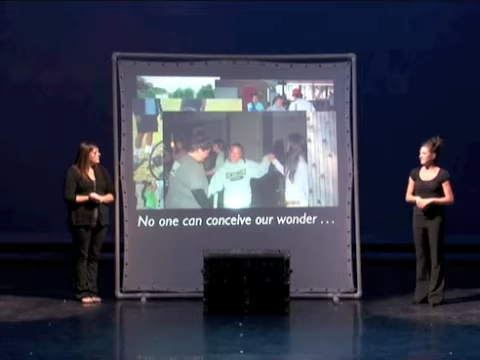 No one can conceive our wonder . . .